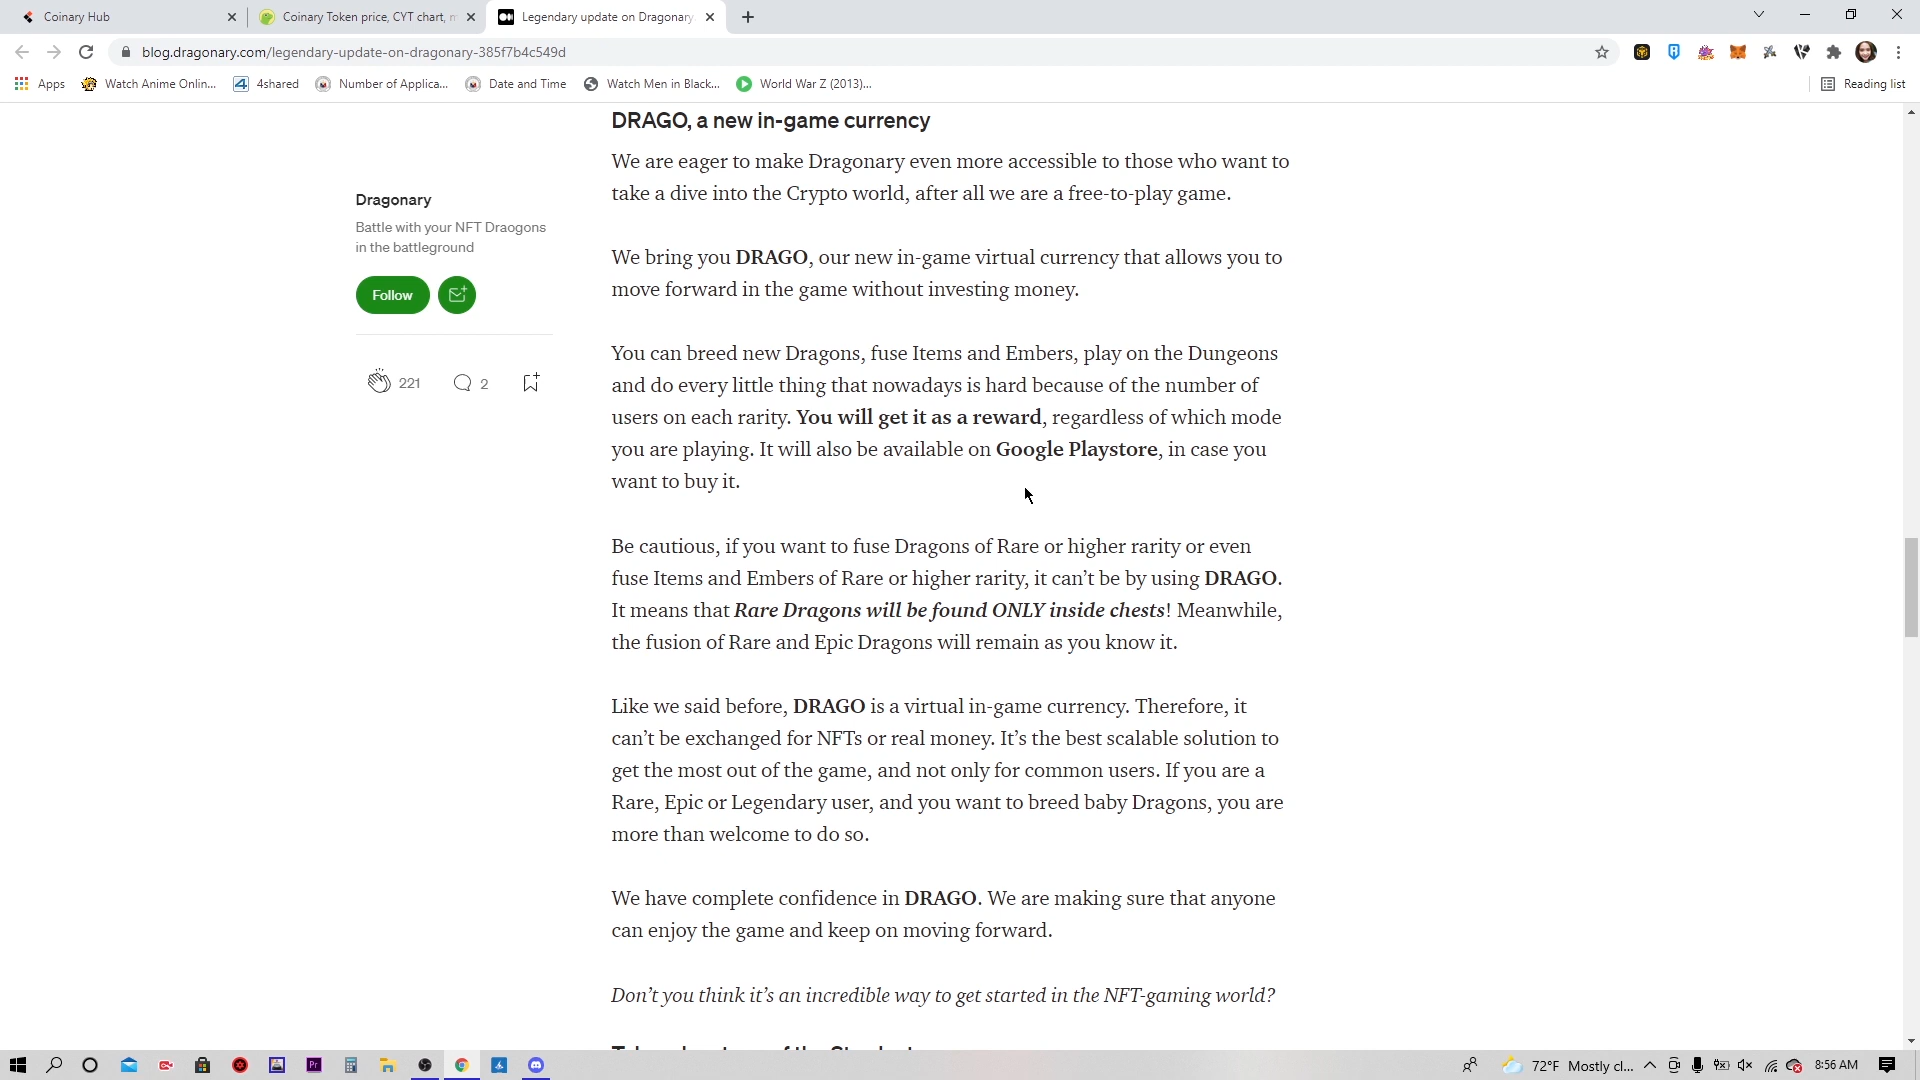 Coinary Hub
Coinary Token price, CYT chart, m
Legendary update on Dragonary
blog.dragonary.com/legendary-update-on-dragonary-385f7b4c549d
Apps
Watch Anime Onlin...
4shared
Number of Applica...
Date and Time
Watch Men in Black...
World War Z (2013)...
Reading list
Dragonary
Battle with your NFT Draogons
in the battleground
Follow
221
2
DRAGO, a new in-game currency
We are eager to make Dragonary even more accessible to those who want to
take a dive into the Crypto world, after all we are a free-to-play game.
We bring you DRAGO, our new in-game virtual currency that allows you to
move forward in the game without investing money.
You can breed new Dragons, fuse Items and Embers, play on the Dungeons
and do every little thing that nowadays is hard because of the number of
users on each rarity. You will get it as a reward, regardless of which mode
you are playing. It will also be available on Google Playstore, in case you
want to buy it.
Be cautious, if you want to fuse Dragons of Rare or higher rarity or even
fuse Items and Embers of Rare or higher rarity, it can’t be by using DRAGO.
It means that Rare Dragons will be found ONLY inside chests! Meanwhile,
the fusion of Rare and Epic Dragons will remain as you know it.
Like we said before, DRAGO is a virtual in-game currency. Therefore, it
can’t be exchanged for NFTs or real money. It’s the best scalable solution to
get the most out of the game, and not only for common users. If you are a
Rare, Epic or Legendary user, and you want to breed baby Dragons, you are
more than welcome to do so.
We have complete confidence in DRAGO. We are making sure that anyone
can enjoy the game and keep on moving forward.
Don’t you think it’s an incredible way to get started in the NFT-gaming world?
72°F Mostly cl...
8:56 AM